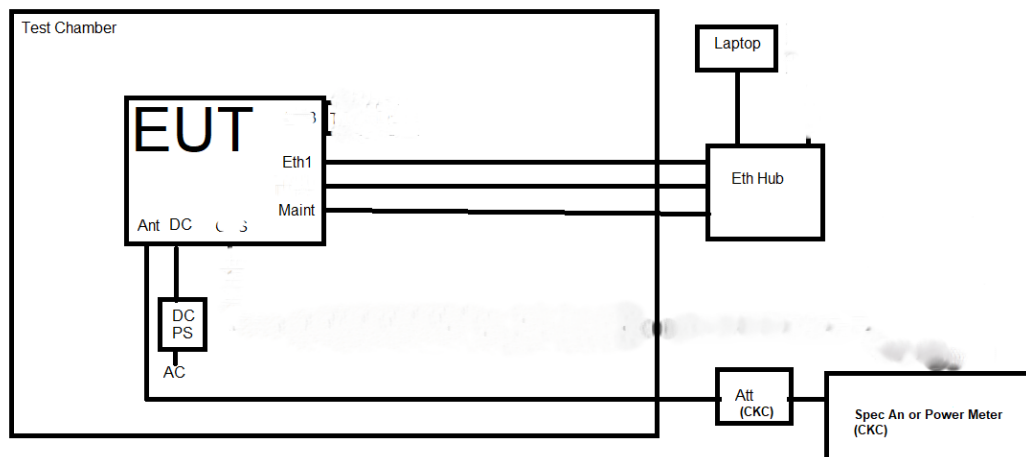 Test Chamber
Laptop
EUT
Eth1
Eth Hub
Maint
Ant DC
DC
PS
AC
Att
(CKC)
Spec An or Power Meter
(CKC)